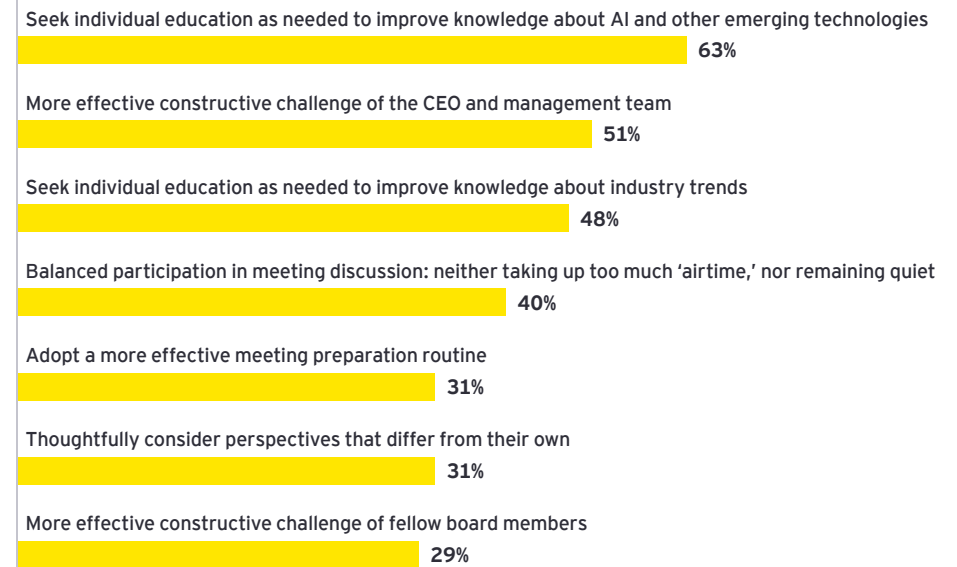 Seek individual education as needed to improve knowledge about AI and other emerging technologies
63%
More effective constructive challenge of the CEO and management team
51%
Seek individual education as needed to improve knowledge about industry trends
48%
Balanced participation in meeting discussion: neither taking up too much ‘airtime,’ nor remaining quiet
40%
Adopt a more effective meeting preparation routine
31%
Thoughtfully consider perspectives that differ from their own
31%
More effective constructive challenge of fellow board members
29%